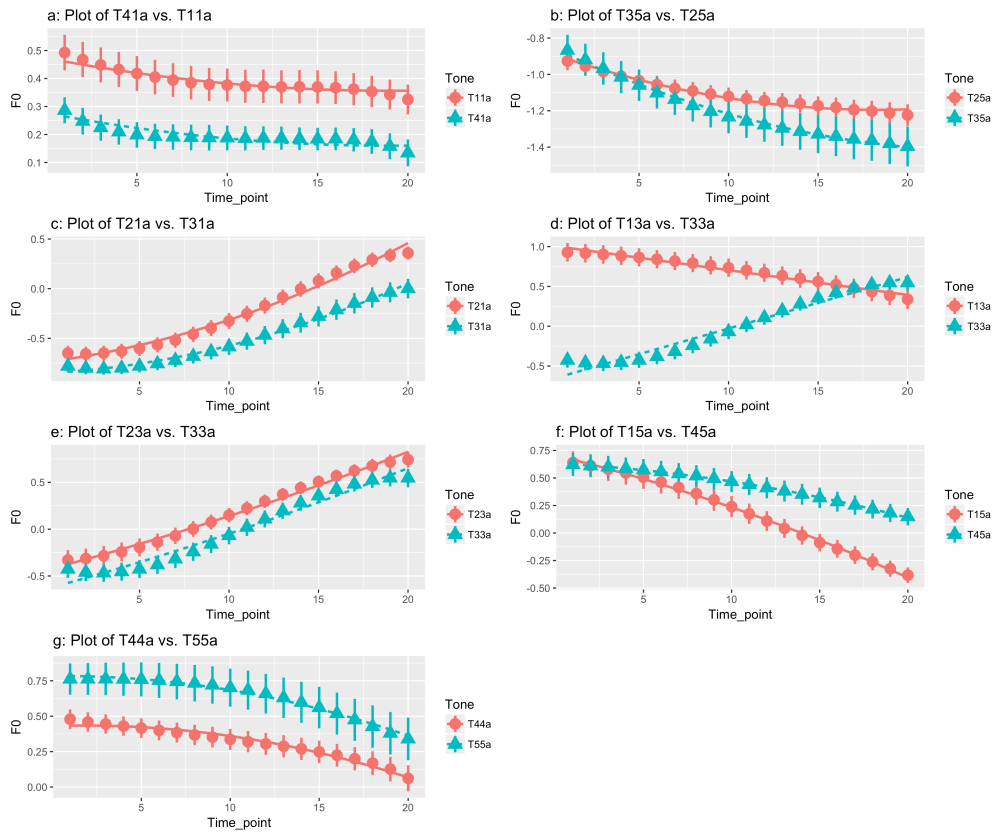 a: Plot of T41a vs. T11a
F0
0.5
0.4
0.3
0.2
0.1
5 10 15 20
Time_point
Tone
T11a
T41a
b: Plot of T35a vs. T25a
F0
-0.8
-1.0
-1.2
-1.4
5 10 15 20
Time_point
Tone
T25a
T35a
c: Plot of T21a vs. T31a
F0
0.5
0.0
-0.5
5 10 15 20
Time_point
Tone
T21a
T31a
d: Plot of T13a vs. T33a
F0
1.0
0.5
0.0
-0.5
5 10 15 20
Time_point
Tone
T13a
T33a
e: Plot of T23a vs. T33a
F0
0.5
0.0
-0.5
5 10 15 20
Time_point
Tone
T23a
T33a
f: Plot of T15a vs. T45a
F0
0.75
0.50
0.25
0.00
-0.25
-0.50
5 10 15 20
Time_point
Tone
T15a
T45a
g: Plot of T44a vs. T55a
F0
0.75
0.50
0.25
0.00
5 10 15 20
Time_point
Tone
T44a
T55a